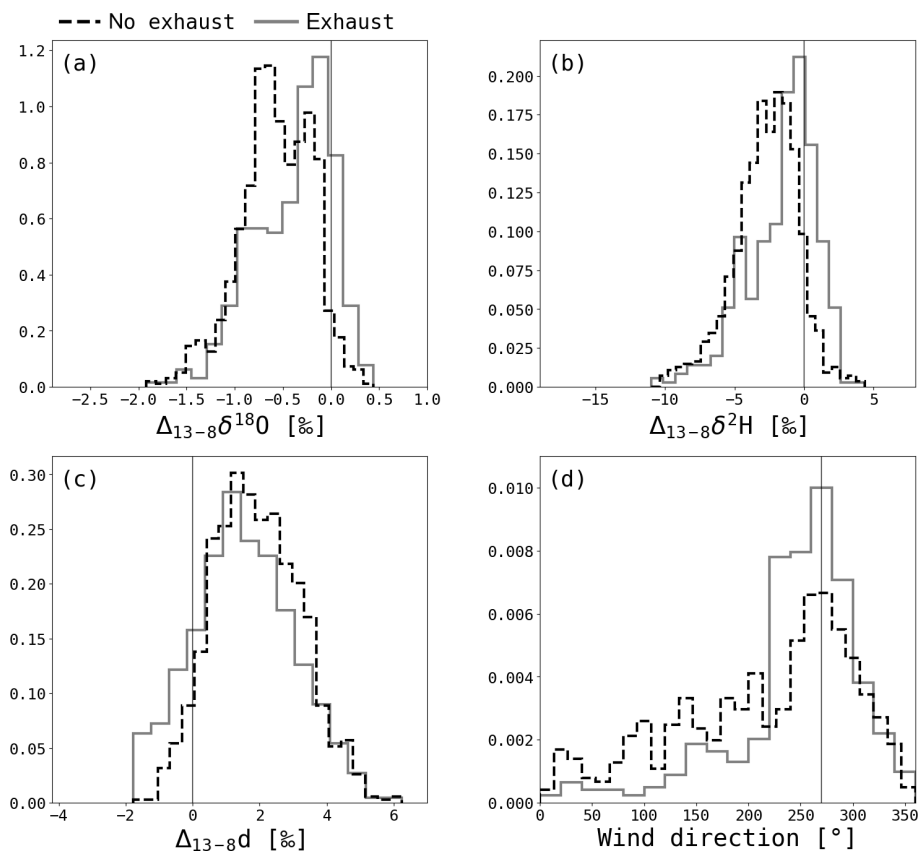 No exhaust Exhaust
(a) (b)
1.2
1.0
0.8
0.6
0.4
0.2
0.0
−2.5 −2.0 −1.5 −1.0 −0.5 0.0 0.5 1.0
Δ₁₃₋₈δ¹⁸O [‰]
0.200
0.175
0.150
0.125
0.100
0.075
0.050
0.025
0.000
−15 −10 −5 0 5
Δ₁₃₋₈δ²H [‰]
(c) (d)
0.30
0.25
0.20
0.15
0.10
0.05
0.00
−4 −2 0 2 4 6
Δ₁₃₋₈d [‰]
0.010
0.008
0.006
0.004
0.002
0.000
0 50 100 150 200 250 300 350
Wind direction [°]